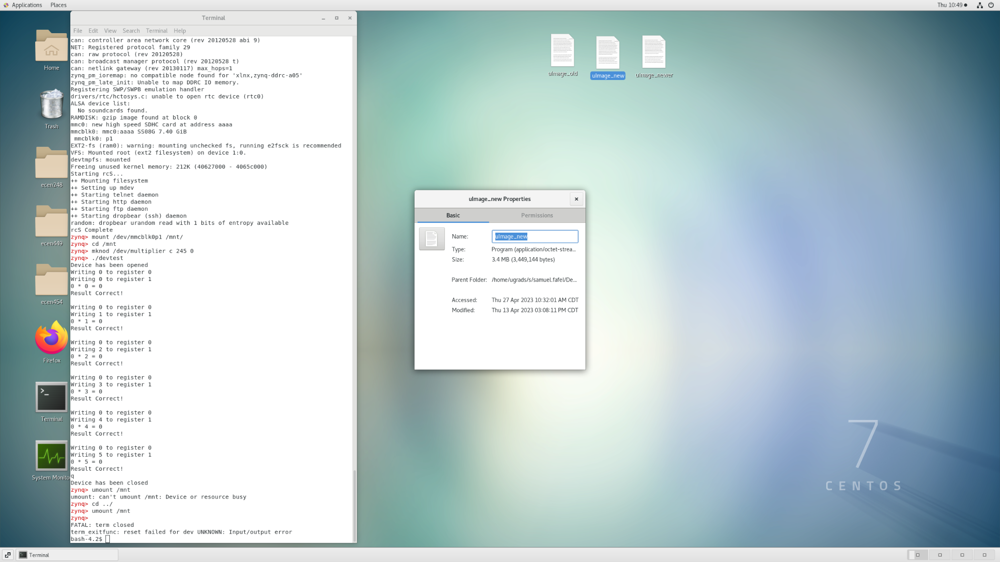 Applications Places
Thu 10:49
Terminal
File Edit View Search Terminal Help
can: controller area network core (rev 20120528 abi 9)
NET: Registered protocol family 29
can: raw protocol (rev 20120528)
can: broadcast manager protocol (rev 20120528 t)
can: netlink gateway (rev 20130117) max_hops=1
zynq_pm_ioremap: no compatible node found for 'xlnx,zynq-ddrc-a05'
zynq_pm_late_init: Unable to map DDRC IO memory.
Registering SWP/SWPB emulation handler
drivers/rtc/hctosys.c: unable to open rtc device (rtc0)
ALSA device list:
  No soundcards found.
RAMDISK: gzip image found at block 0
mmc0: new high speed SDHC card at address aaaa
mmcblk0: mmc0:aaaa SS08G 7.40 GiB
 mmcblk0: p1
EXT2-fs (ram0): warning: mounting unchecked fs, running e2fsck is recommended
VFS: Mounted root (ext2 filesystem) on device 1:0.
devtmpfs: mounted
Freeing unused kernel memory: 212K (40627000 - 4065c000)
Starting rcS...
++ Mounting filesystem
++ Setting up mdev
++ Starting telnet daemon
++ Starting http daemon
++ Starting ftp daemon
++ Starting dropbear (ssh) daemon
random: dropbear urandom read with 1 bits of entropy available
rcS Complete
zynq> mount /dev/mmcblk0p1 /mnt/
zynq> cd /mnt
zynq> mknod /dev/multiplier c 245 0
zynq> ./devtest
Device has been opened
Writing 0 to register 0
Writing 0 to register 1
0 * 0 = 0
Result Correct!
Writing 0 to register 0
Writing 1 to register 1
0 * 1 = 0
Result Correct!
Writing 0 to register 0
Writing 2 to register 1
0 * 2 = 0
Result Correct!
Writing 0 to register 0
Writing 3 to register 1
0 * 3 = 0
Result Correct!
Writing 0 to register 0
Writing 4 to register 1
0 * 4 = 0
Result Correct!
Writing 0 to register 0
Writing 5 to register 1
0 * 5 = 0
Result Correct!
q
Device has been closed
zynq> umount /mnt
umount: can't umount /mnt: Device or resource busy
zynq> cd ../
zynq> umount /mnt
zynq>
FATAL: term closed
term_exitfunc: reset failed for dev UNKNOWN: Input/output error
bash-4.2$
Home
Trash
ecen248
ecen449
ecen454
Firefox
Terminal
System Monito
uImage_old
uImage_new
uImage_newer
uImage_new Properties
Basic Permissions
Name: uImage_new
Type: Program (application/octet-strea...
Size: 3.4 MB (3,449,144 bytes)
Parent Folder: /home/ugrads/s/samuel.fafel/De...
Accessed: Thu 27 Apr 2023 10:32:01 AM CDT
Modified: Thu 13 Apr 2023 03:08:11 PM CDT
7
CENTOS
Terminal